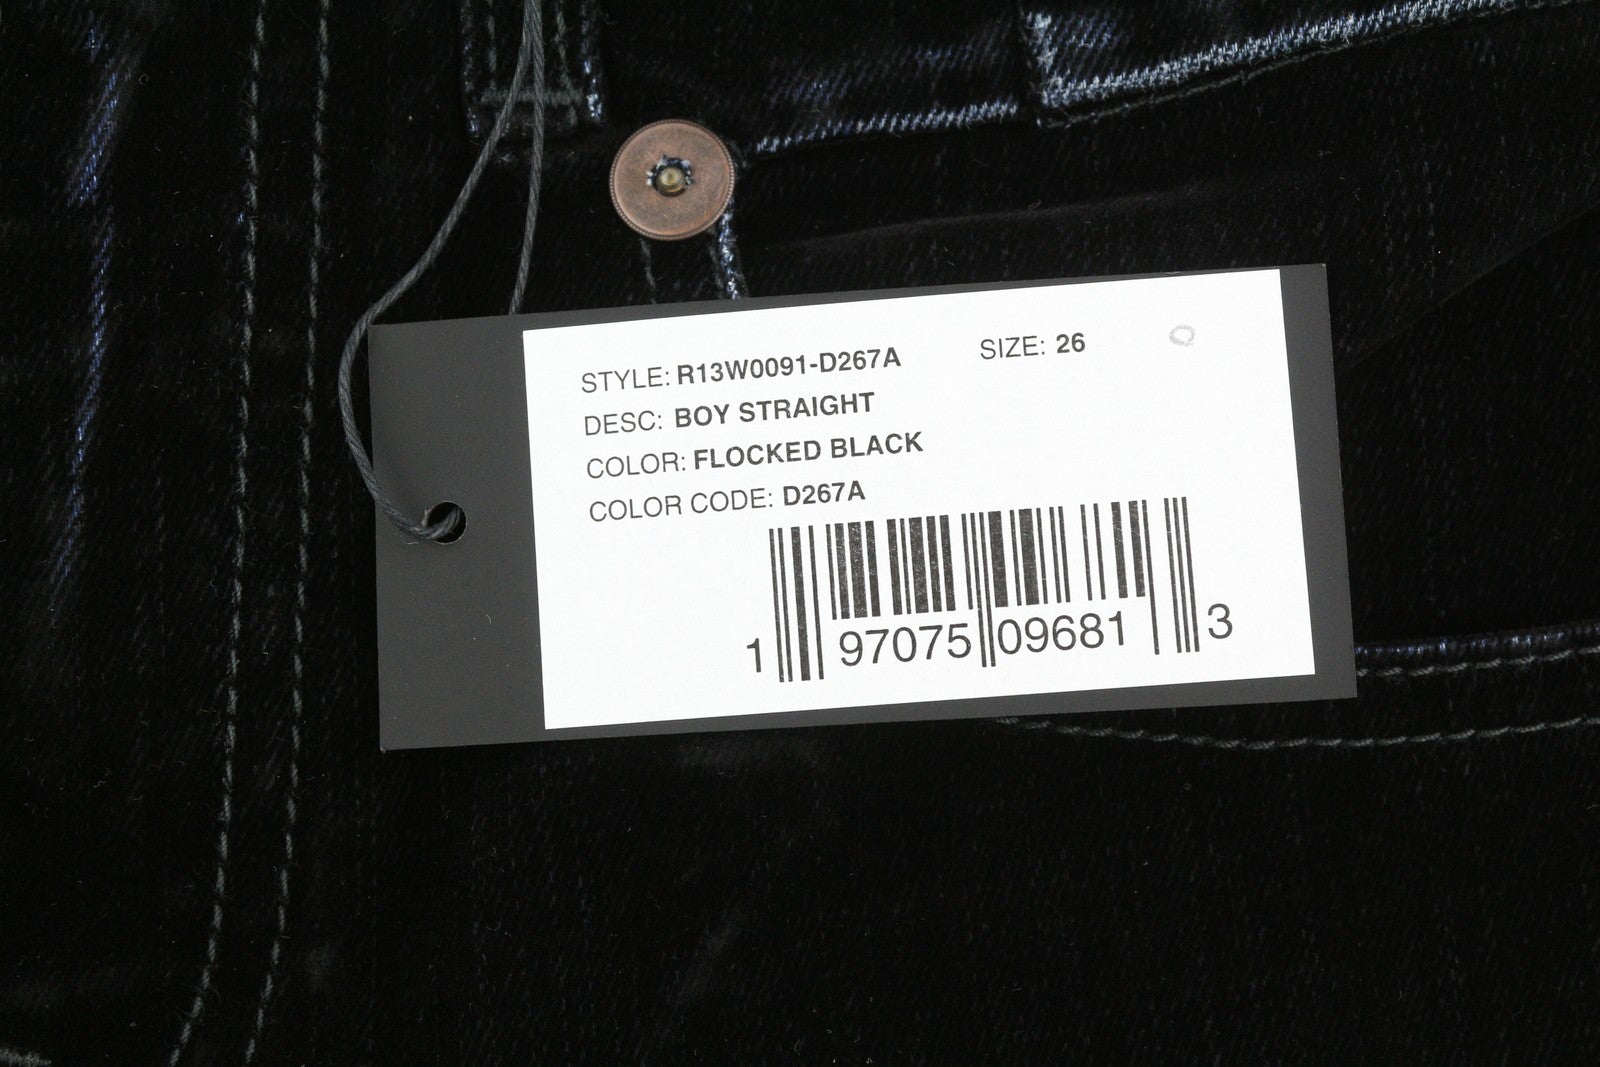 STYLE: R13W0091-D267A SIZE: 26
DESC: BOY STRAIGHT
COLOR: FLOCKED BLACK
COLOR CODE: D267A
1 97075 09681 3